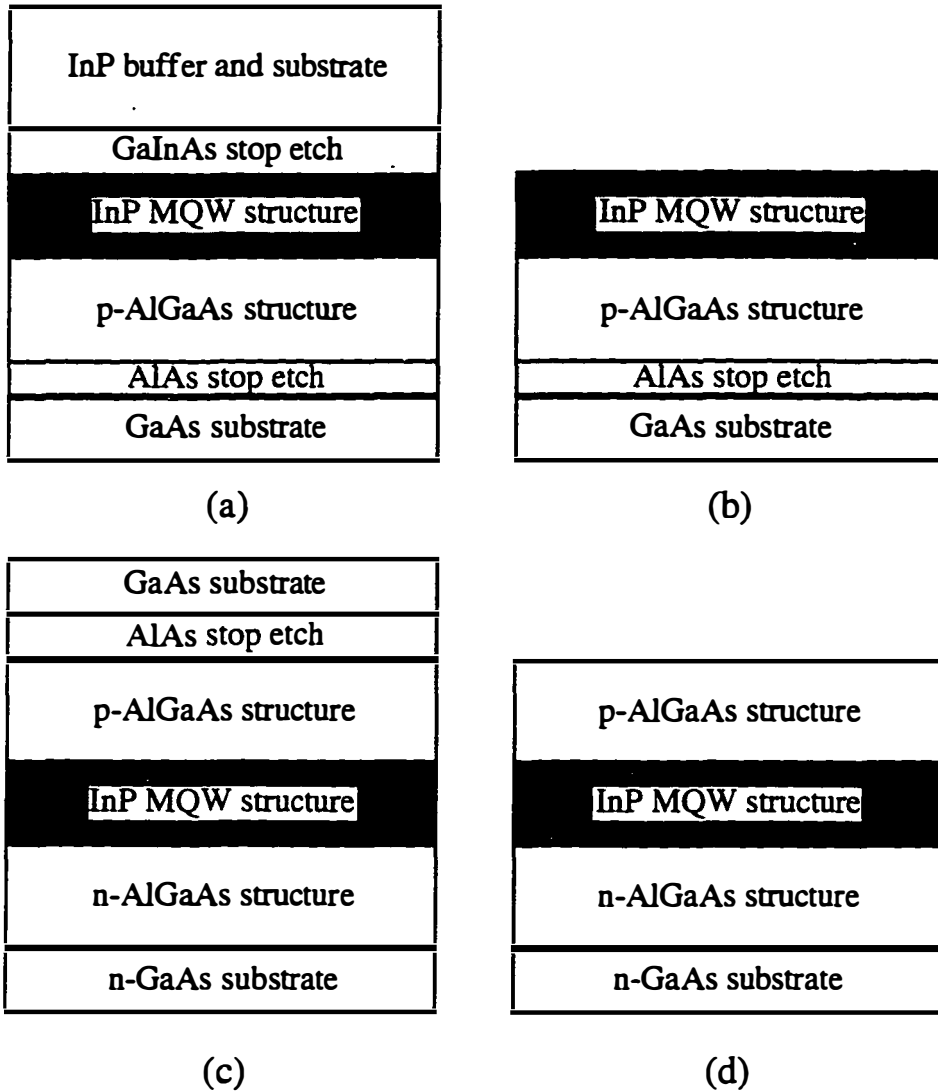 InP buffer and substrate
GaInAs stop etch
InP MQW structure
p-AlGaAs structure
AlAs stop etch
GaAs substrate
(a)
InP MQW structure
p-AlGaAs structure
AlAs stop etch
GaAs substrate
(b)
GaAs substrate
AlAs stop etch
p-AlGaAs structure
InP MQW structure
n-AlGaAs structure
n-GaAs substrate
(c)
p-AlGaAs structure
InP MQW structure
n-AlGaAs structure
n-GaAs substrate
(d)